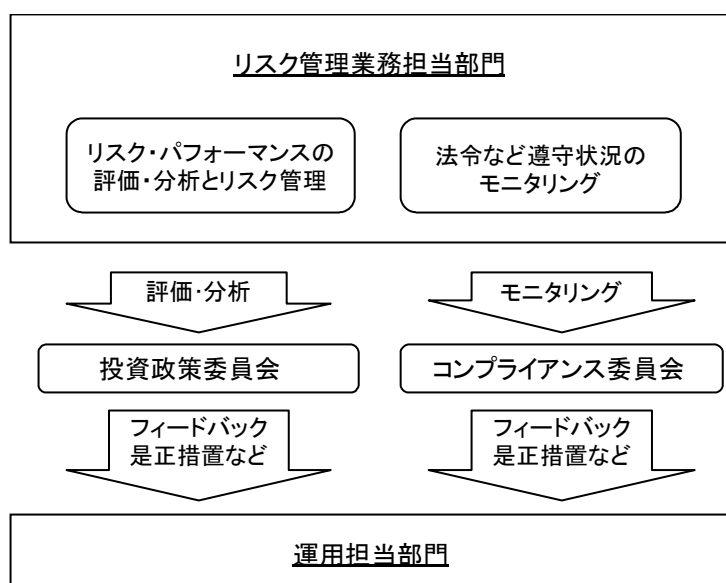 リスク管理業務担当部門
リスク・パフォーマンスの
評価・分析とリスク管理
法令など遵守状況の
モニタリング
評価・分析
モニタリング
投資政策委員会
コンプライアンス委員会
フィードバック
是正措置など
フィードバック
是正措置など
運用担当部門